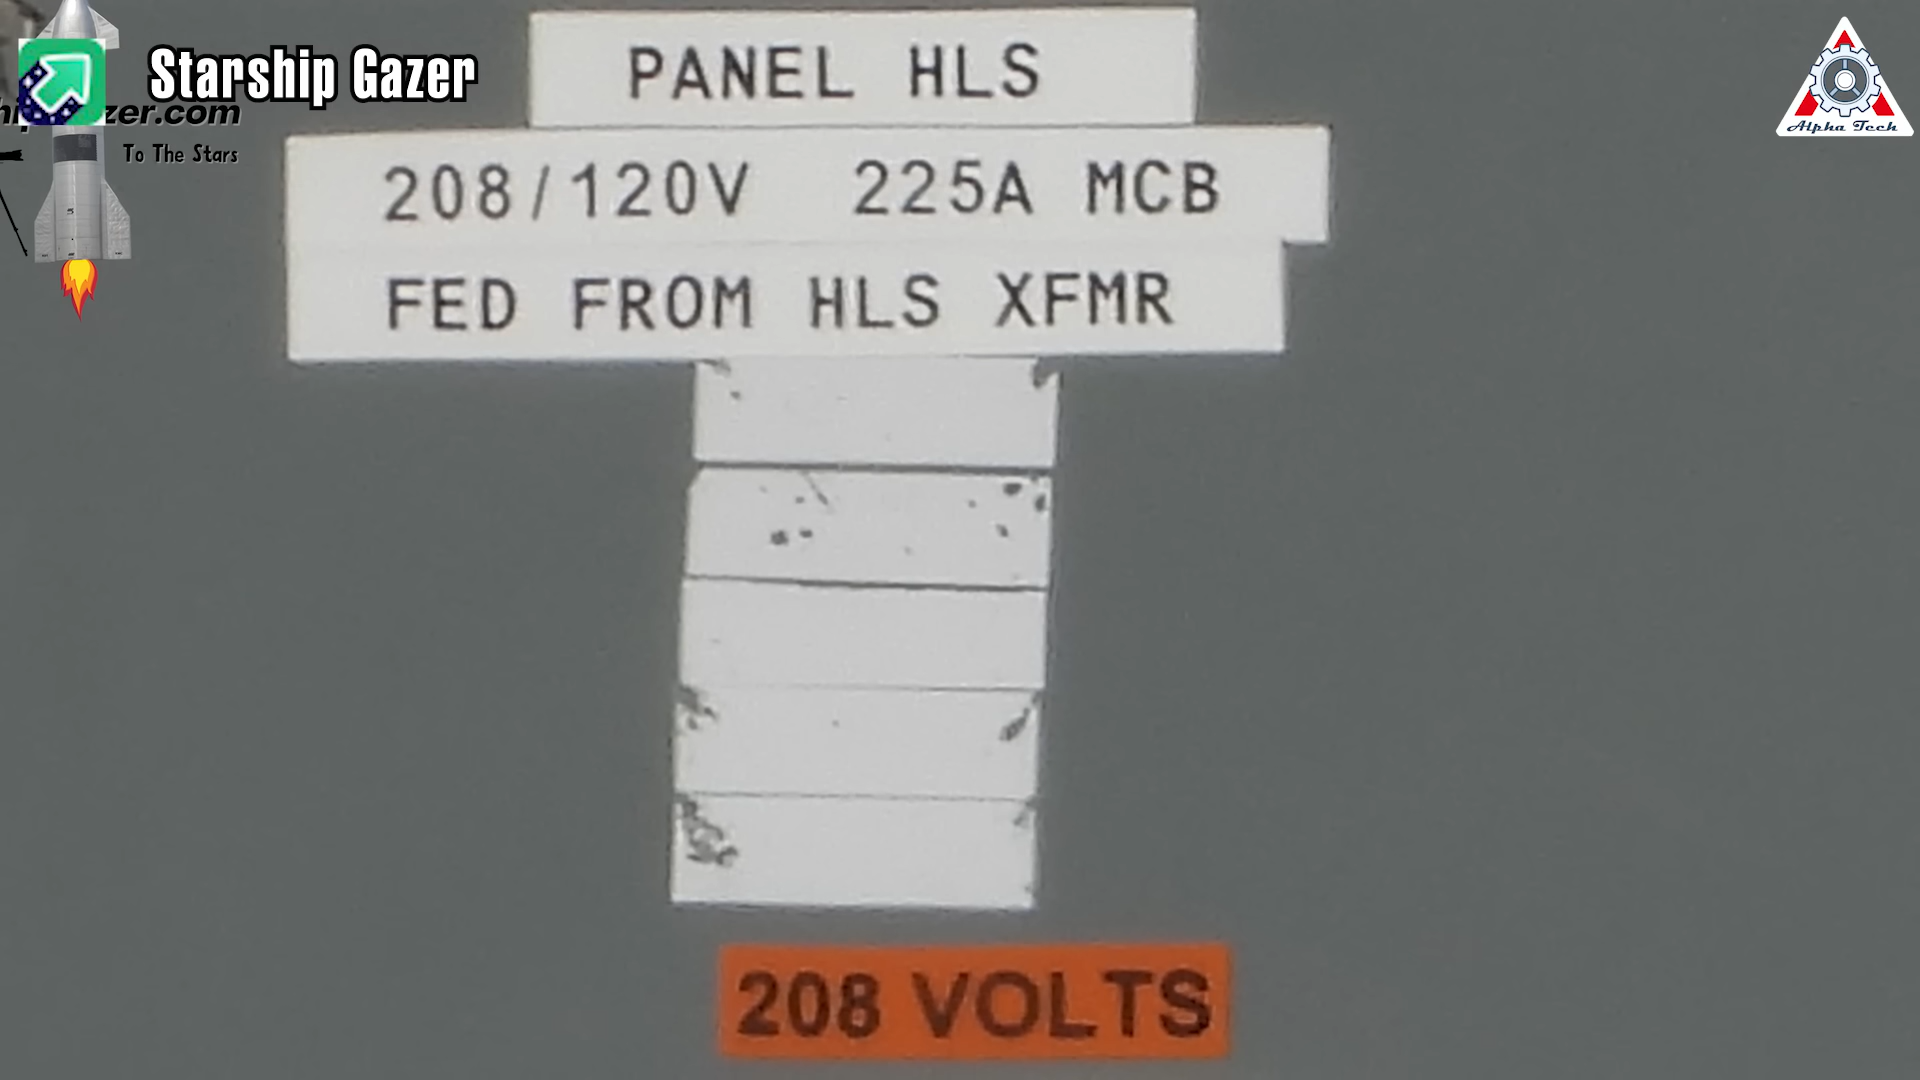 Starship Gazer
zer.com
To The Stars
Alpha Tech
PANEL HLS
208/120V 225A MCB
FED FROM HLS XFMR
208 VOLTS